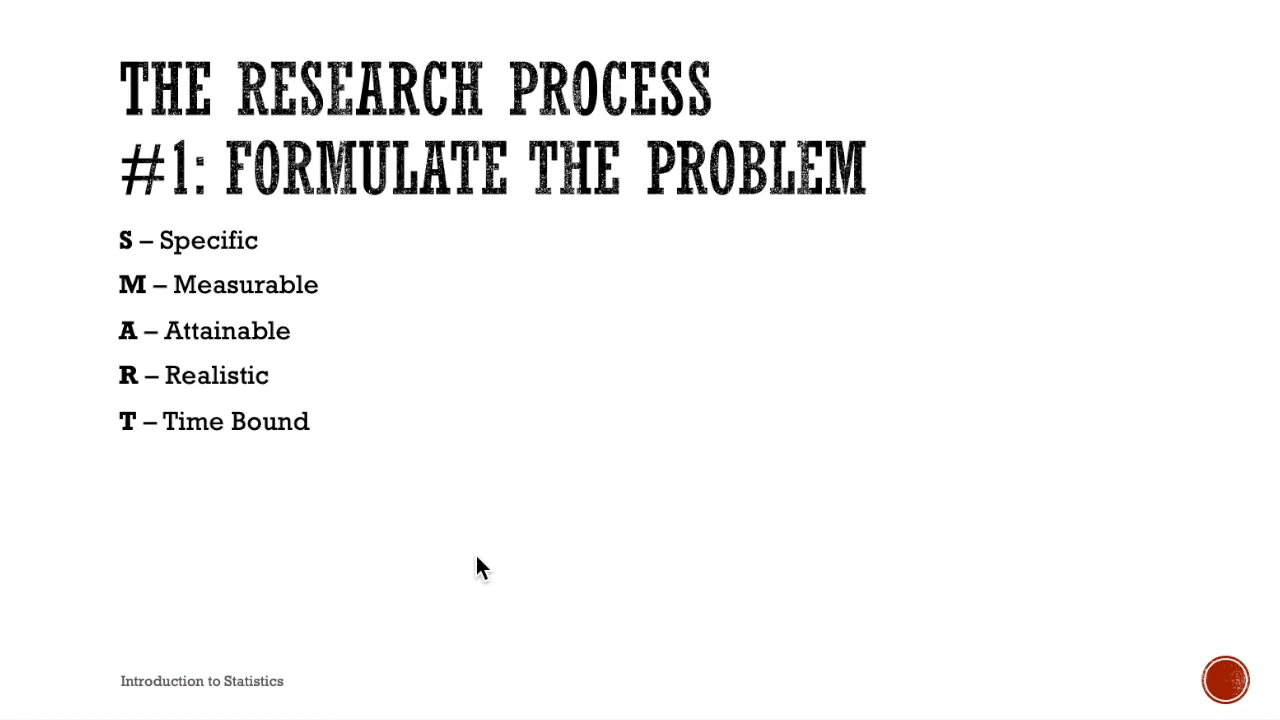 THE RESEARCH PROCESS
#1: FORMULATE THE PROBLEM
S – Specific
M – Measurable
A – Attainable
R – Realistic
T – Time Bound
Introduction to Statistics